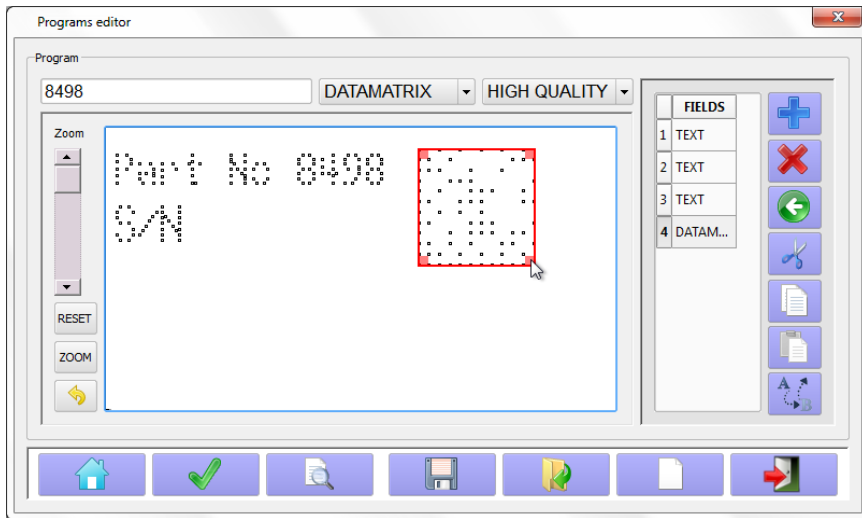 Programs editor
Program
8498 DATAMATRIX HIGH QUALITY
Zoom
Part No 8498
S/N
RESET
ZOOM
FIELDS
1 TEXT
2 TEXT
3 TEXT
4 DATAM...
A
B